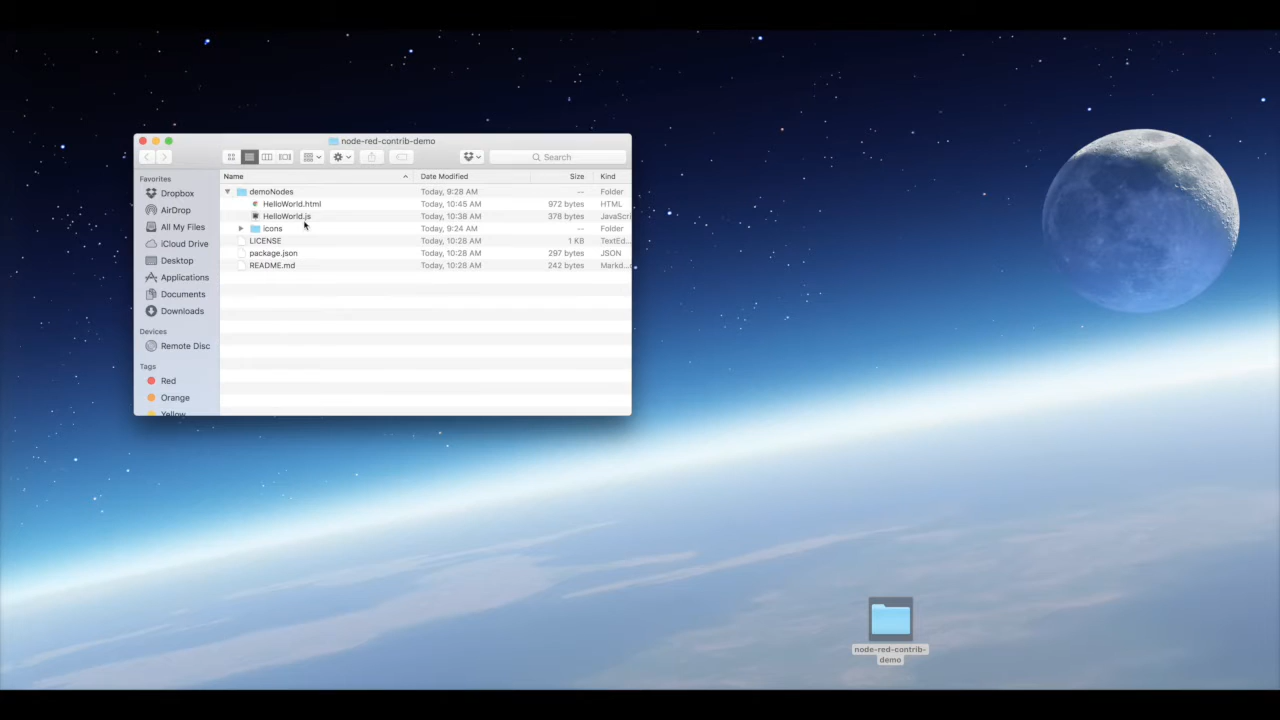 node-red-contrib-demo
Search
Favorites
Dropbox
AirDrop
All My Files
iCloud Drive
Desktop
Applications
Documents
Downloads
Devices
Remote Disc
Tags
Red
Orange
Yellow
Name Date Modified Size Kind
demoNodes Today, 9:28 AM -- Folder
HelloWorld.html Today, 10:45 AM 972 bytes HTML
HelloWorld.js Today, 10:38 AM 378 bytes JavaScri
icons Today, 9:24 AM -- Folder
LICENSE Today, 10:28 AM 1 KB TextEd...
package.json Today, 10:28 AM 297 bytes JSON
README.md Today, 10:28 AM 242 bytes Markd...
node-red-contrib-
demo